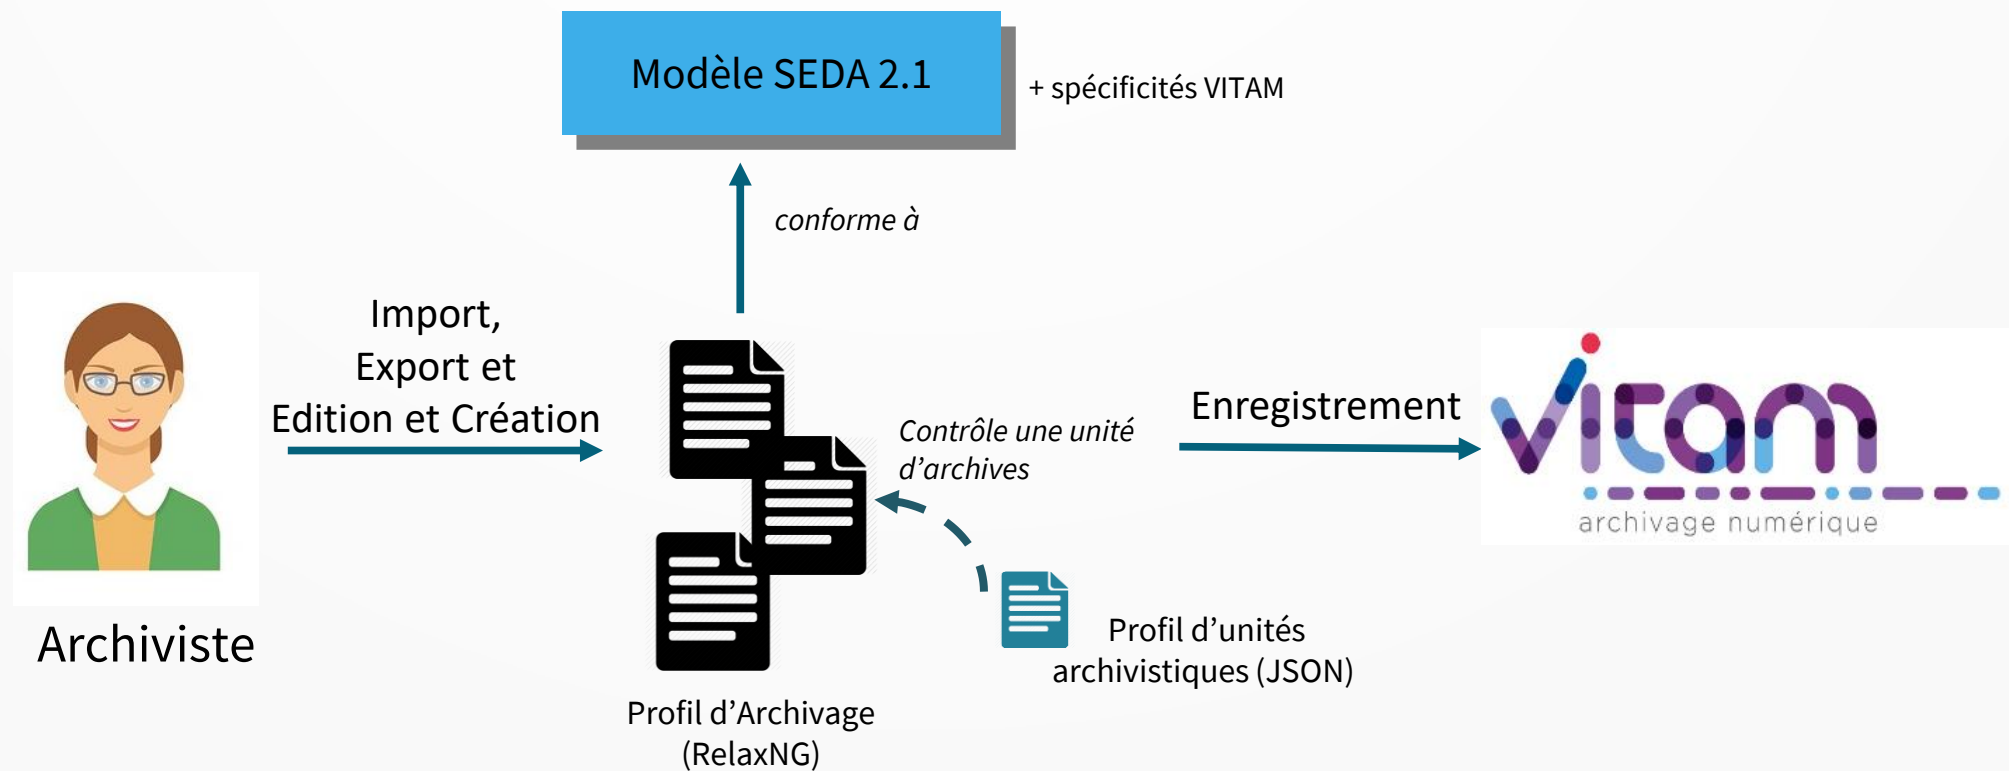 Modèle SEDA 2.1
+ spécificités VITAM
conforme à
Import,
Export et
Edition et Création
Archiviste
Contrôle une unité
d’archives
Enregistrement
vitam
archivage numérique
Profil d’unités
archivistiques (JSON)
Profil d’Archivage
(RelaxNG)